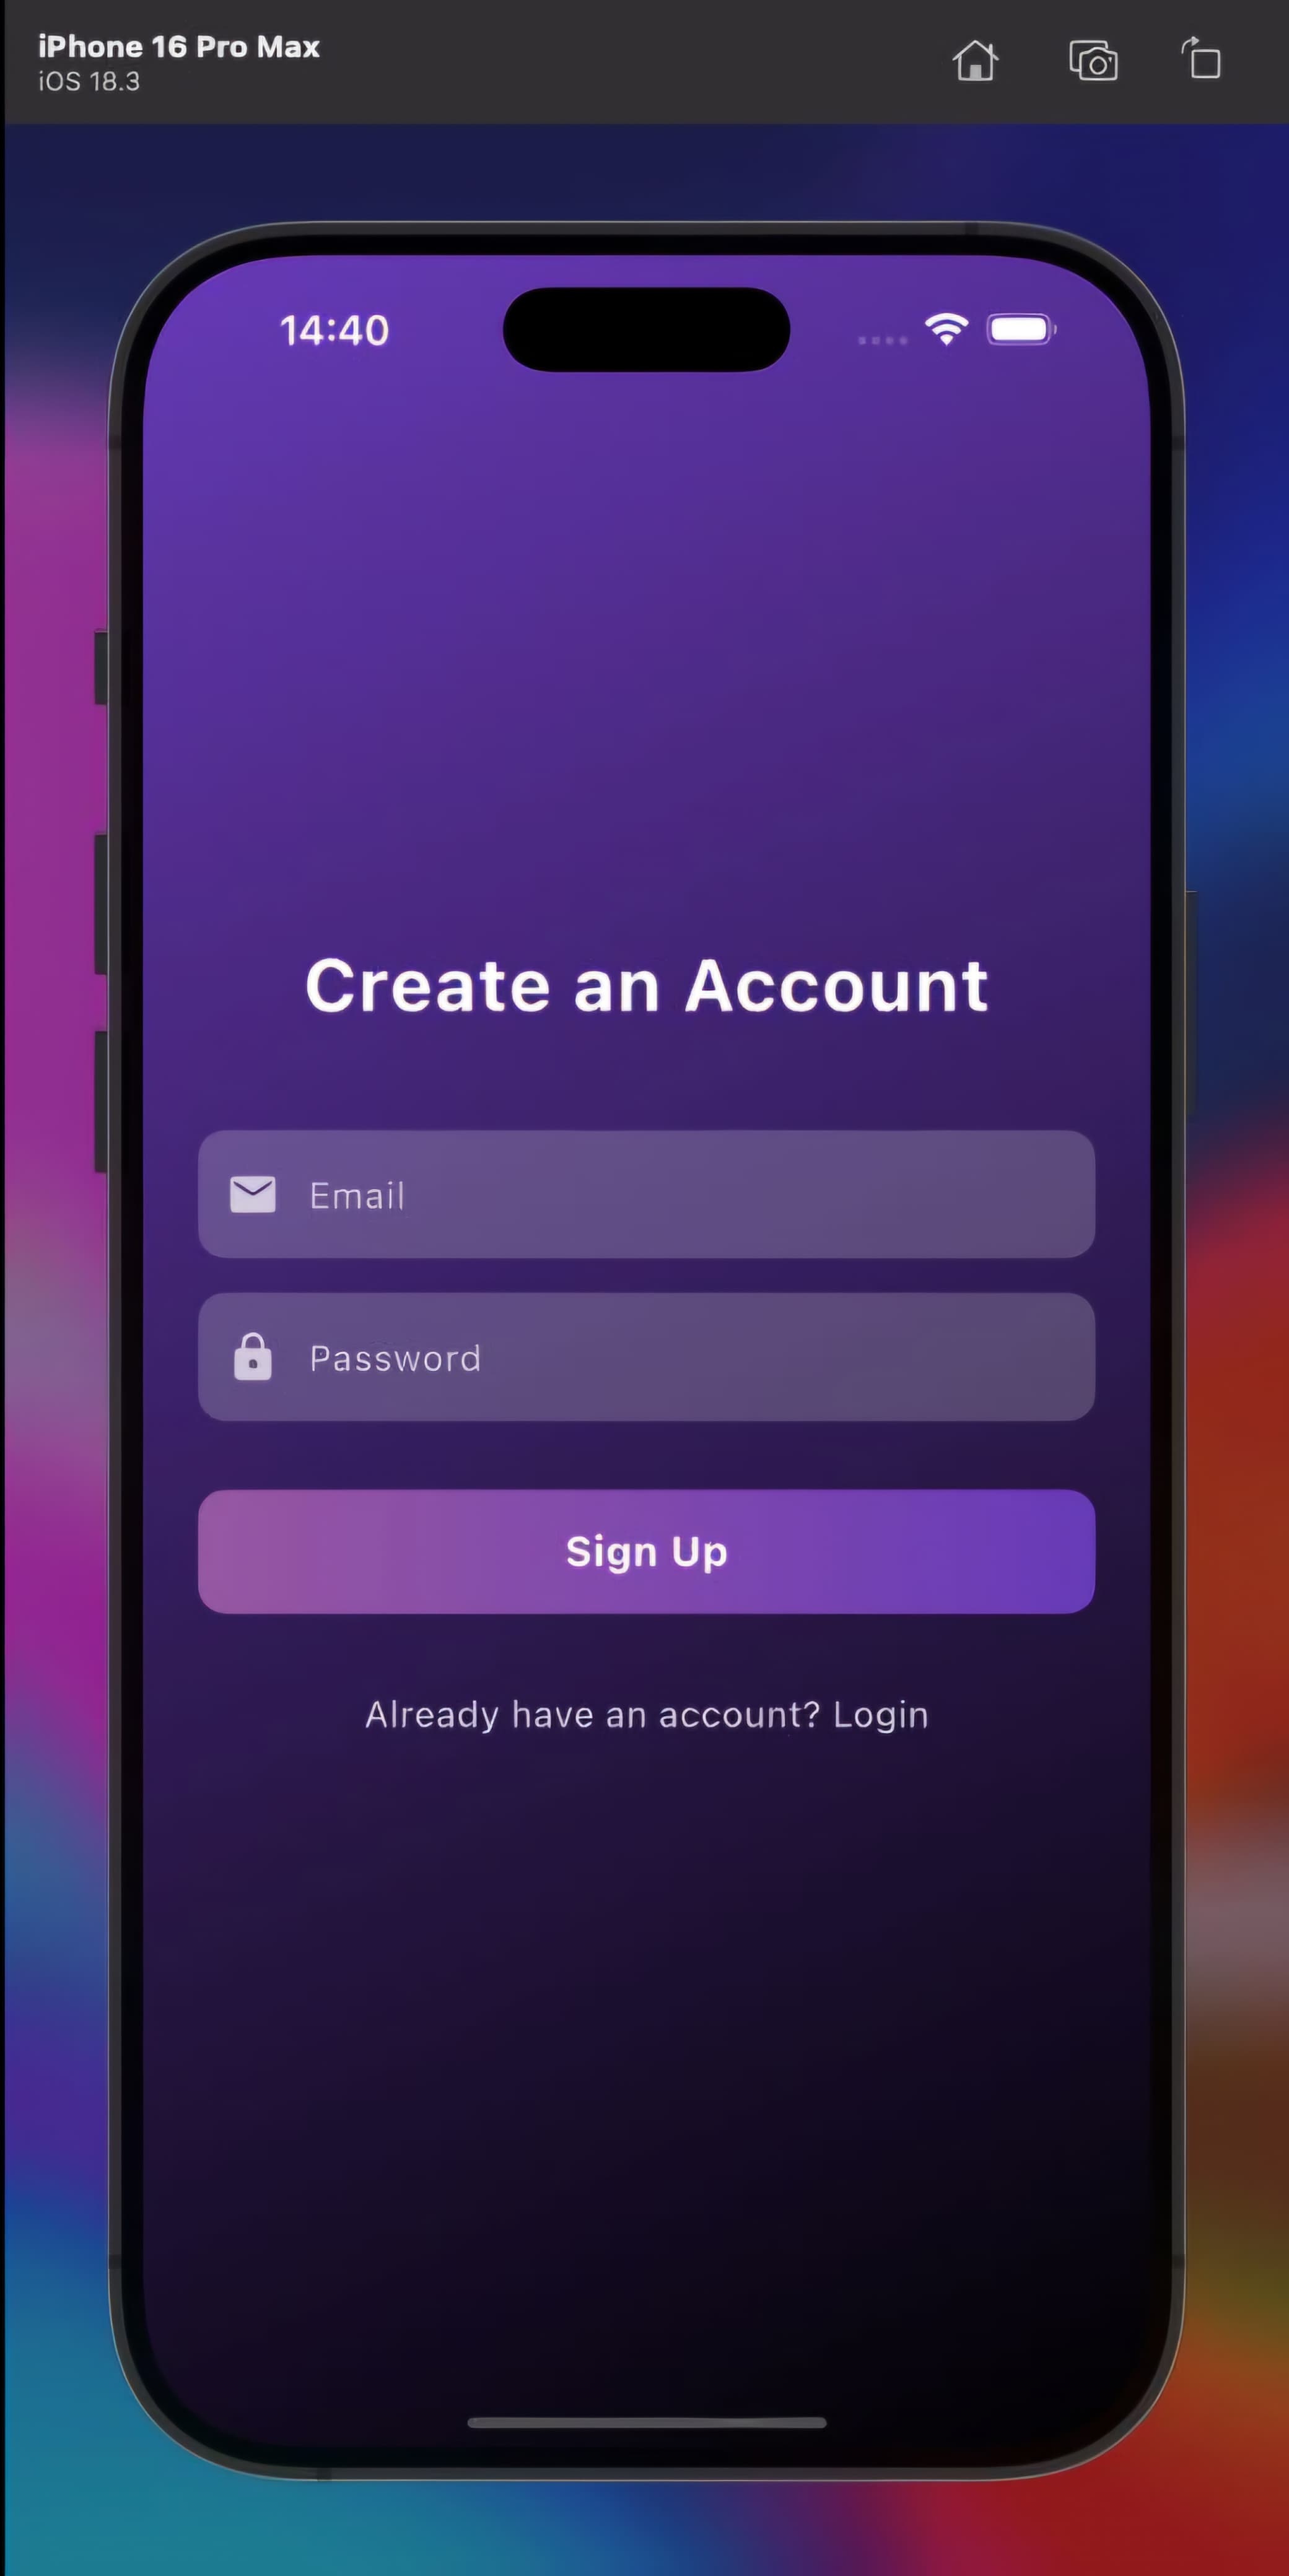 iPhone 16 Pro Max
iOS 18.3
14:40
Create an Account
Email
Password
Sign Up
Already have an account? Login